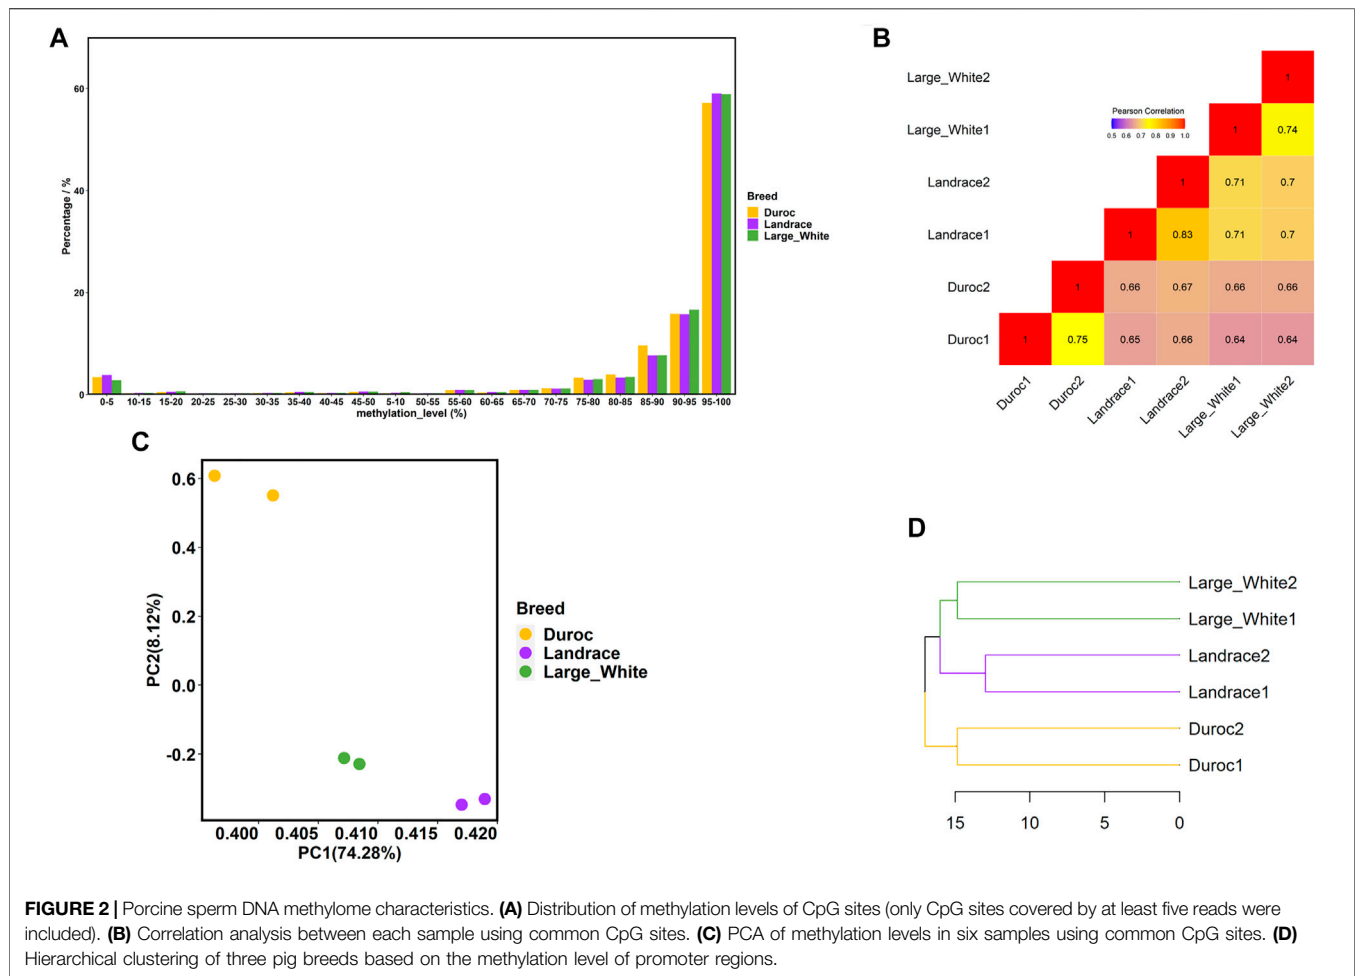 A
60
40
20
0
Percentage / %
0-5 10-15 15-20 20-25 25-30 30-35 35-40 40-45 45-50 5-10 50-55 55-60 60-65 65-70 70-75 75-80 80-85 85-90 90-95 95-100
methylation_level (%)
Breed
Duroc
Landrace
Large_White
B
Large_White2
1
Large_White1
1 0.74
Landrace2
1 0.71 0.7
Landrace1
1 0.83 0.71 0.7
Duroc2
1 0.66 0.67 0.66 0.66
Duroc1
1 0.75 0.65 0.66 0.64 0.64
Duroc1 Duroc2 Landrace1 Landrace2 Large_White1 Large_White2
Pearson Correlation
0.5 0.6 0.7 0.8 0.9 1.0
C
0.6
0.4
0.2
0.0
-0.2
PC2(8.12%)
0.400 0.405 0.410 0.415 0.420
PC1(74.28%)
Breed
Duroc
Landrace
Large_White
D
Large_White2
Large_White1
Landrace2
Landrace1
Duroc2
Duroc1
15 10 5 0
FIGURE 2 | Porcine sperm DNA methylome characteristics. (A) Distribution of methylation levels of CpG sites (only CpG sites covered by at least five reads were
included). (B) Correlation analysis between each sample using common CpG sites. (C) PCA of methylation levels in six samples using common CpG sites. (D)
Hierarchical clustering of three pig breeds based on the methylation level of promoter regions.